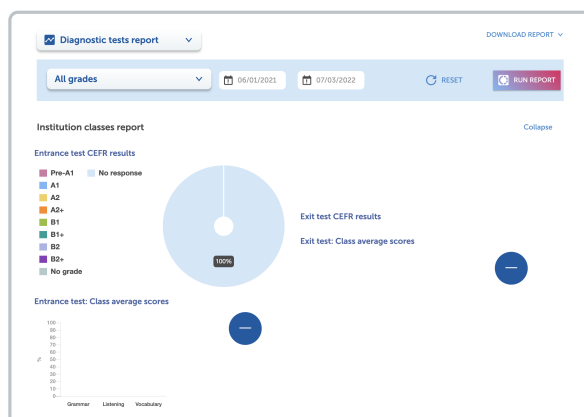 DOWNLOAD REPORT
Diagnostic tests report
All grades
06/01/2021
07/03/2022
RESET
RUN REPORT
Institution classes report
Collapse
Entrance test CEFR results
Pre-A1
No response
A1
A2
A2+
B1
B1+
B2
B2+
No grade
100%
Exit test CEFR results
Exit test: Class average scores
Entrance test: Class average scores
100
90
80
70
60
50
40
30
20
10
0
%
Grammar Listening Vocabulary